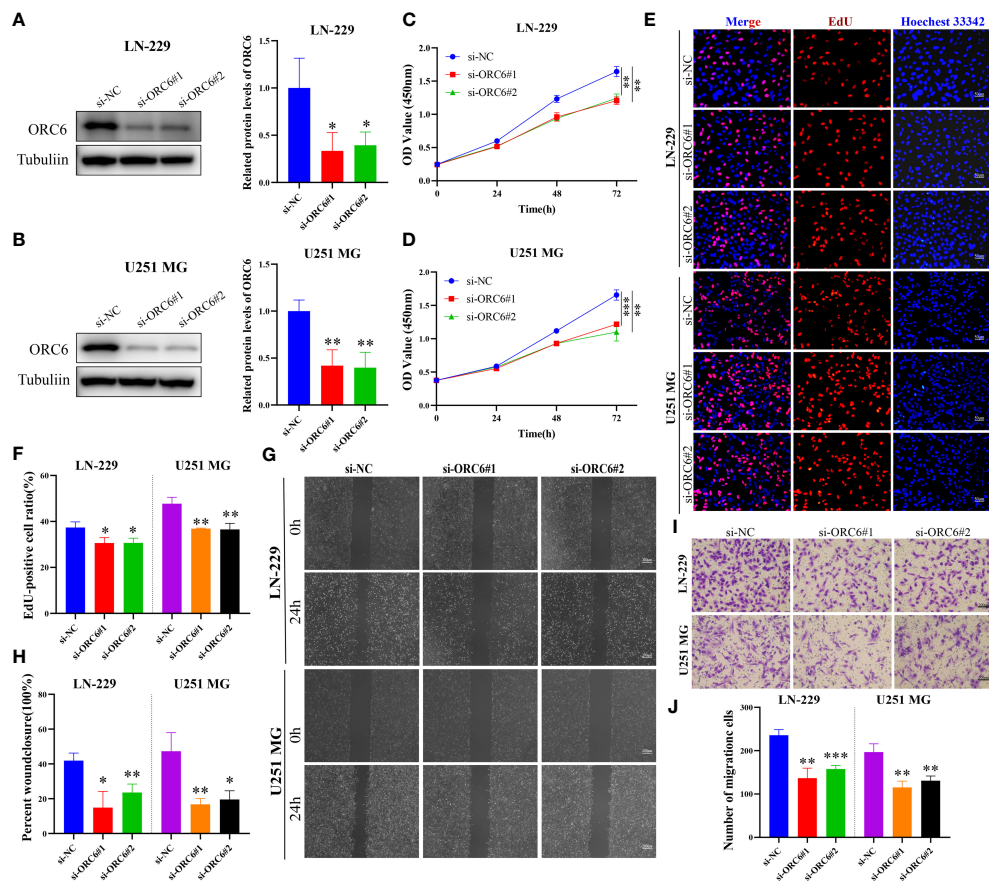 A
LN-229
si-NC
si-ORC6#1
si-ORC6#2
ORC6
Tubuliin
Related protein levels of ORC6
1.5
1.0
0.5
0.0
*
*
si-NC
si-ORC6#1
si-ORC6#2
C
LN-229
OD Value (450nm)
2.0
1.5
1.0
0.5
0.0
si-NC
si-ORC6#1
si-ORC6#2
**
**
0
24
48
72
Time(h)
B
U251 MG
si-NC
si-ORC6#1
si-ORC6#2
ORC6
Tubuliin
Related protein levels of ORC6
1.5
1.0
0.5
0.0
**
**
si-NC
si-ORC6#1
si-ORC6#2
D
U251 MG
OD Value (450nm)
2.0
1.5
1.0
0.5
0.0
si-NC
si-ORC6#1
si-ORC6#2
***
**
0
24
48
72
Time(h)
E
Merge
EdU
Hoechest 33342
LN-229
si-NC
si-ORC6#1
si-ORC6#2
U251 MG
si-NC
si-ORC6#1
si-ORC6#2
F
LN-229
U251 MG
EdU-positive cell ratio(%)
60
40
20
0
*
*
**
**
si-NC
si-ORC6#1
si-ORC6#2
si-NC
si-ORC6#1
si-ORC6#2
G
si-NC
si-ORC6#1
si-ORC6#2
LN-229
0h
24h
U251 MG
0h
24h
H
LN-229
U251 MG
Percent woundclosure(100%)
60
40
20
0
*
**
**
*
si-NC
si-ORC6#1
si-ORC6#2
si-NC
si-ORC6#1
si-ORC6#2
I
si-NC
si-ORC6#1
si-ORC6#2
LN-229
U251 MG
J
LN-229
U251 MG
Number of migrationc ells
300
200
100
0
**
***
**
**
si-NC
si-ORC6#1
si-ORC6#2
si-NC
si-ORC6#1
si-ORC6#2